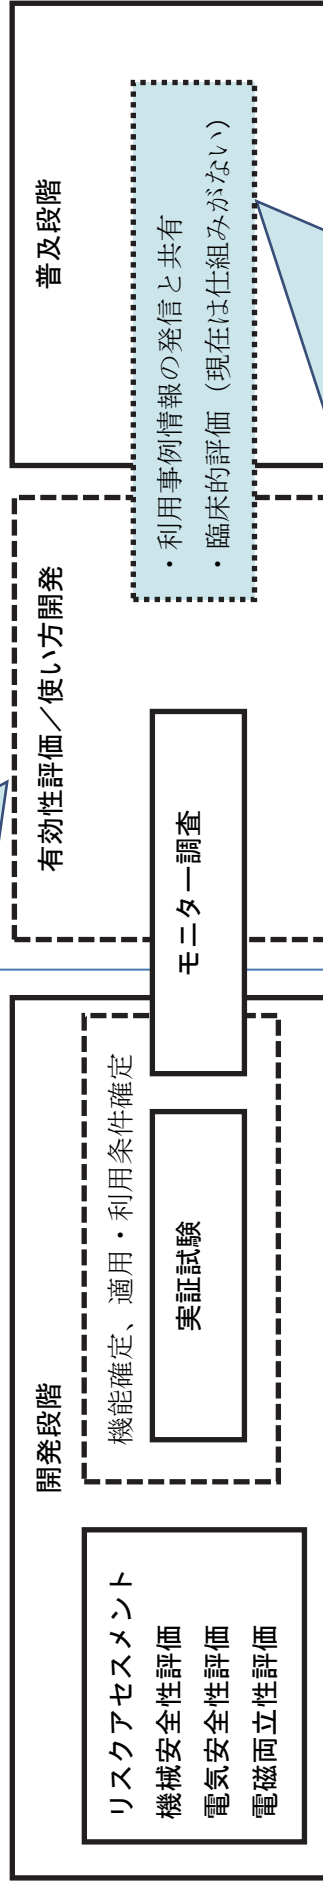 開発段階
リスクアセスメント
機械安全性評価
電気安全性評価
電磁両立性評価
機能確定、適用・利用条件確定
実証試験
モニター調査
有効性評価／使い方開発
普及段階
・利用事例情報の発信と共有
・臨床的評価（現在は仕組みがない）